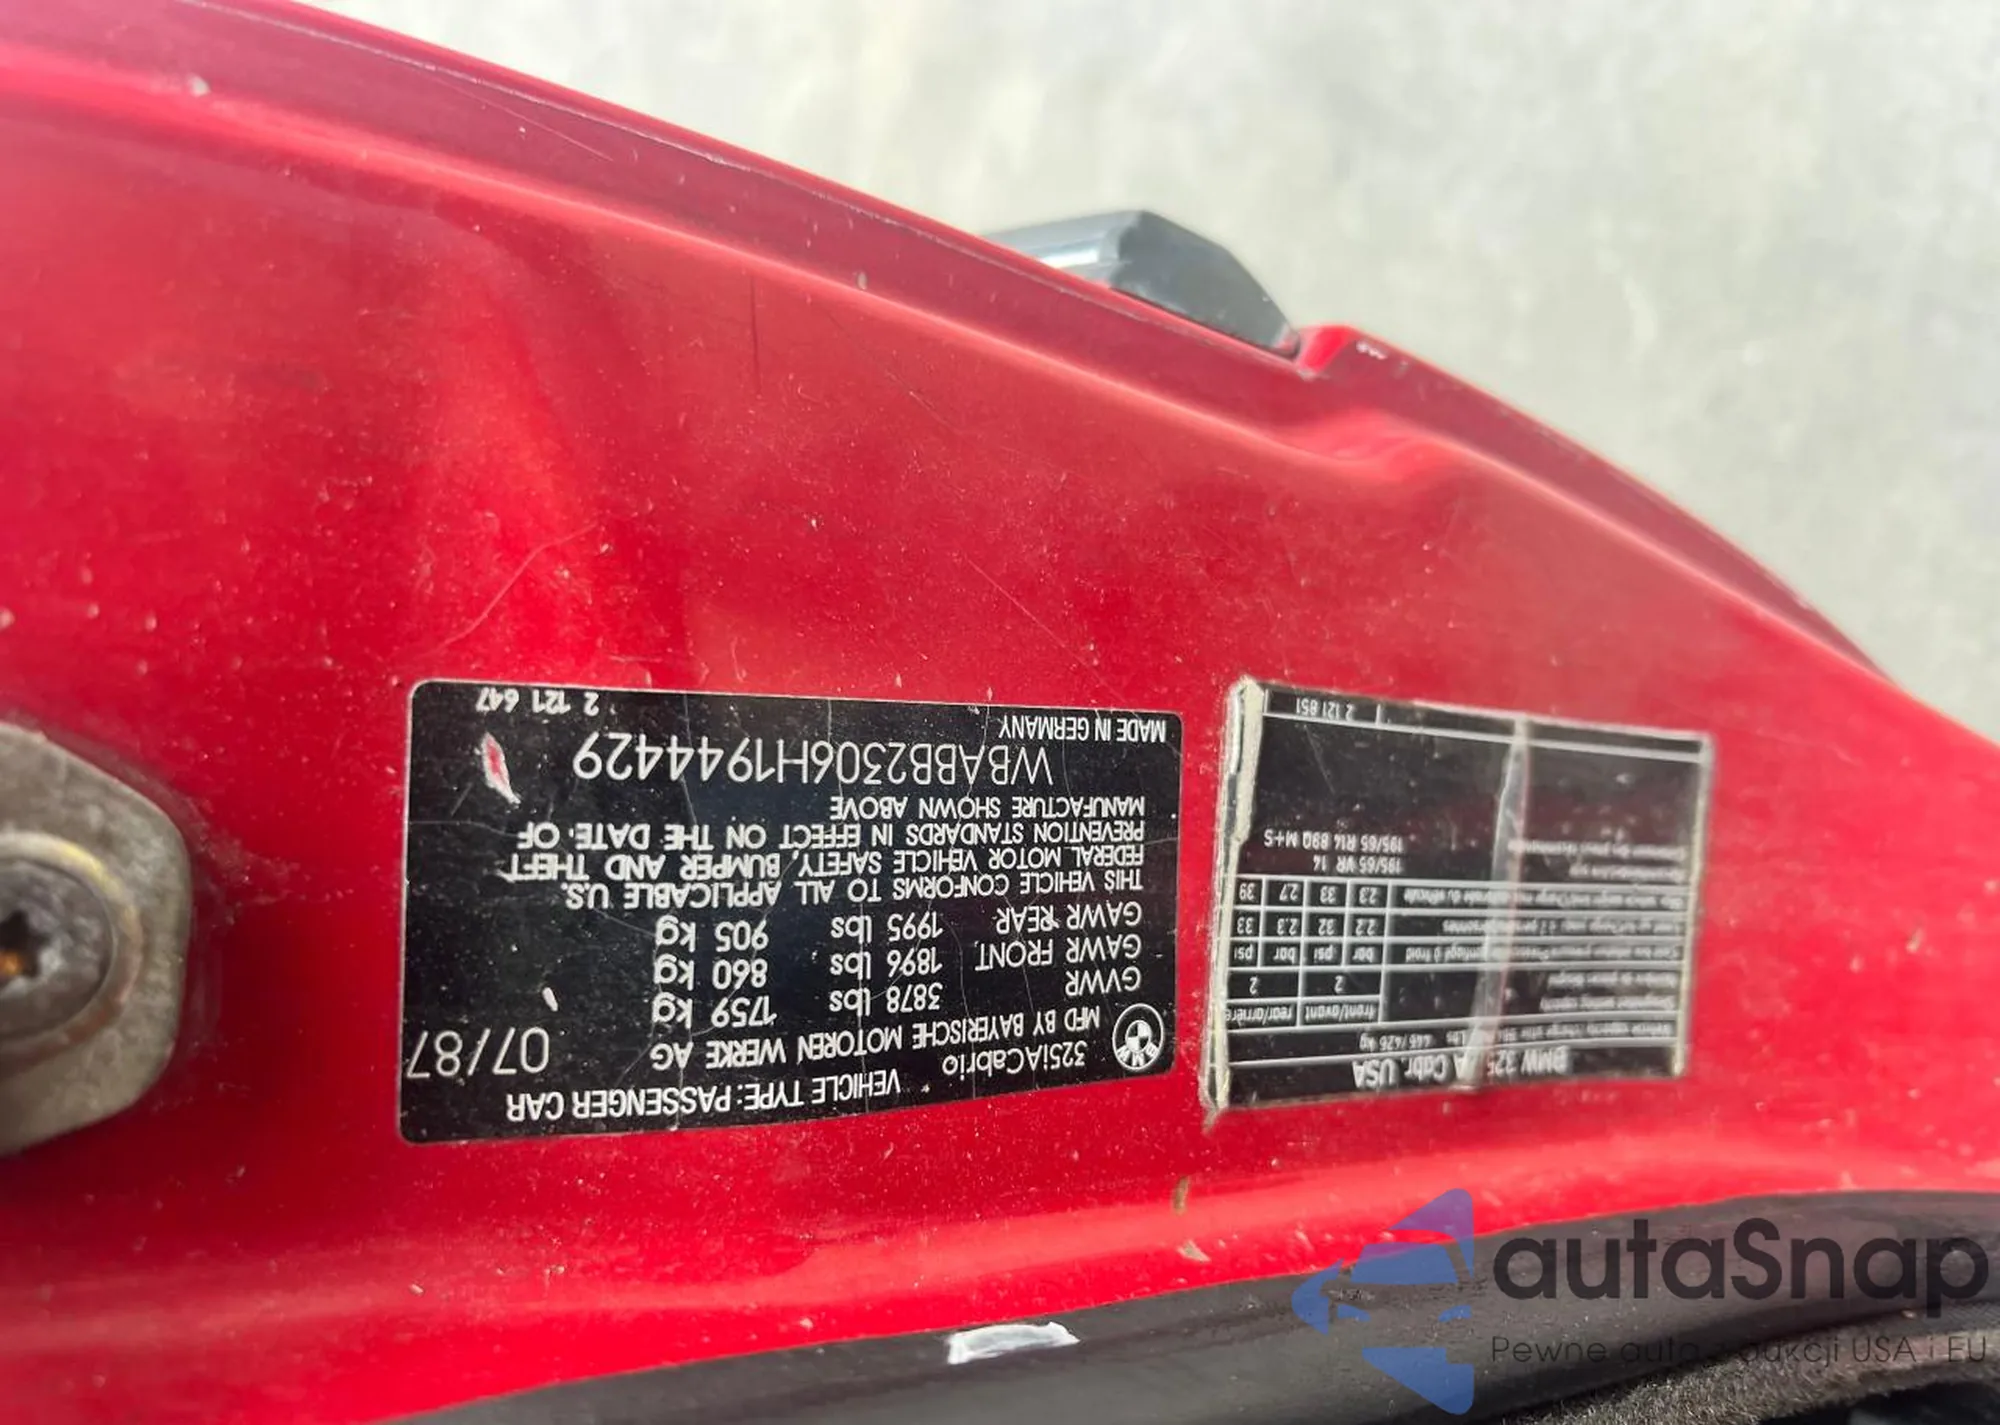 VEHICLE TYPE: PASSENGER CAR
325iACabrio
07/87
MFD BY BAYERISCHE MOTOREN WERKE AG
BMW
GVWR 3878 lbs 1759 kg
GAWR FRONT 1896 lbs 860 kg
GAWR REAR 1995 lbs 905 kg
THIS VEHICLE CONFORMS TO ALL APPLICABLE U.S.
FEDERAL MOTOR VEHICLE SAFETY, BUMPER AND THEFT
PREVENTION STANDARDS IN EFFECT ON THE DATE OF
MANUFACTURE SHOWN ABOVE
WBABB2306H1944429
MADE IN GERMANY
2 121 647
BMW 325 A Cabr. USA
front/avant rear/arrière
2 2
bar psi bar psi
2.2 32 2.3 33
2.3 33 2.7 39
195/65 VR 14
195/65 R14 89Q M+S
2 121 851
autaSnap
Pewne auta z aukcji USA i EU